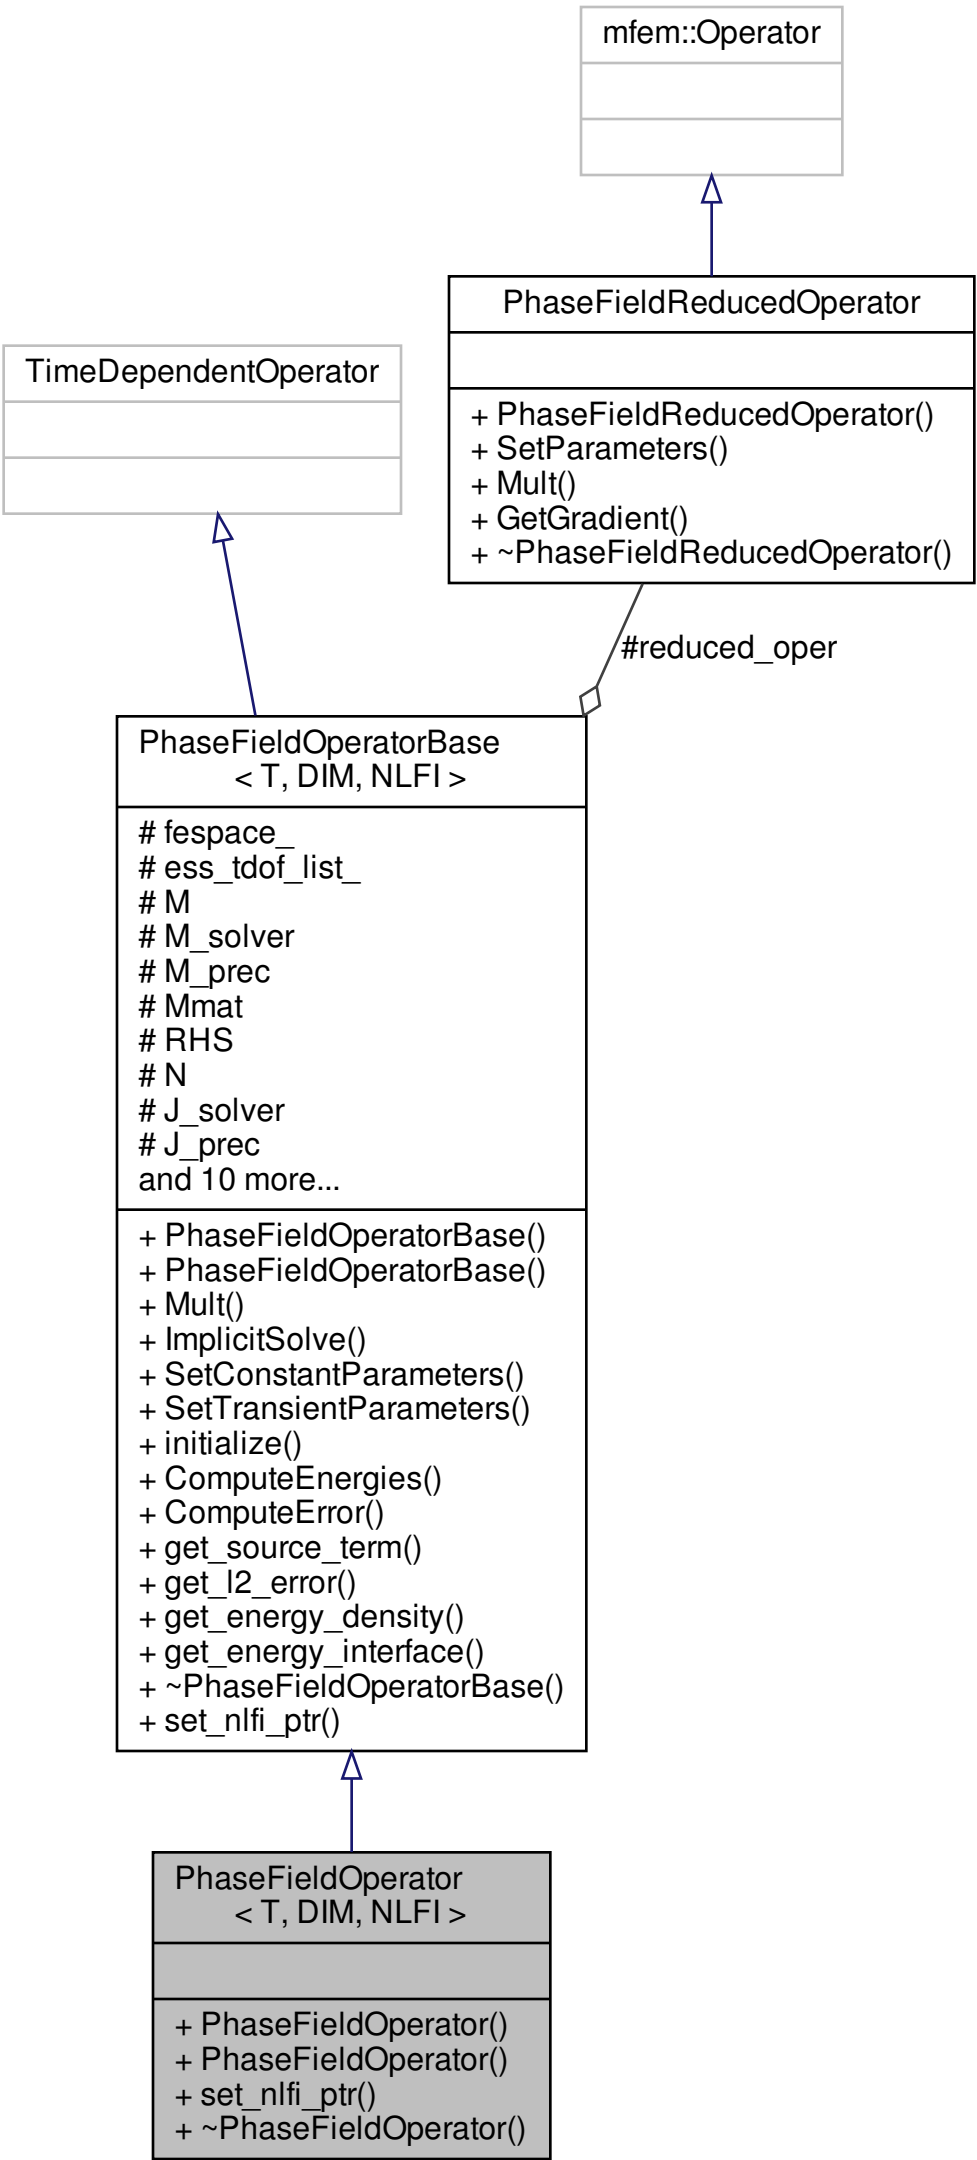 mfem::Operator
PhaseFieldReducedOperator
+ PhaseFieldReducedOperator()
+ SetParameters()
+ Mult()
+ GetGradient()
+ ~PhaseFieldReducedOperator()
TimeDependentOperator
#reduced_oper
PhaseFieldOperatorBase
< T, DIM, NLFI >
# fespace_
# ess_tdof_list_
# M
# M_solver
# M_prec
# Mmat
# RHS
# N
# J_solver
# J_prec
and 10 more...
+ PhaseFieldOperatorBase()
+ PhaseFieldOperatorBase()
+ Mult()
+ ImplicitSolve()
+ SetConstantParameters()
+ SetTransientParameters()
+ initialize()
+ ComputeEnergies()
+ ComputeError()
+ get_source_term()
+ get_l2_error()
+ get_energy_density()
+ get_energy_interface()
+ ~PhaseFieldOperatorBase()
+ set_nlfi_ptr()
PhaseFieldOperator
< T, DIM, NLFI >
+ PhaseFieldOperator()
+ PhaseFieldOperator()
+ set_nlfi_ptr()
+ ~PhaseFieldOperator()